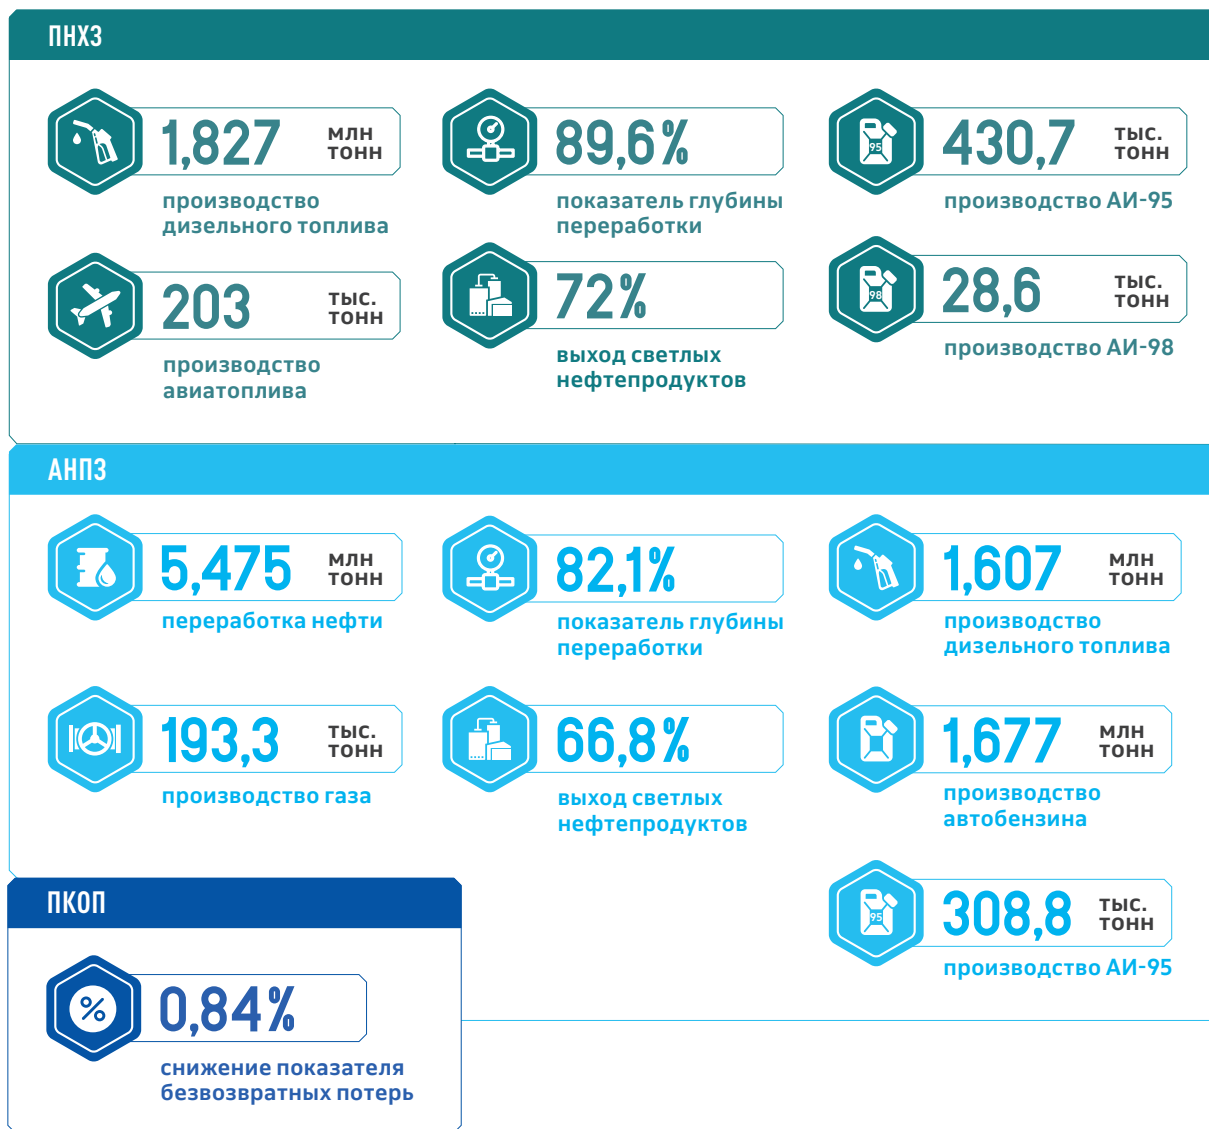 ПНХЗ
1,827 МЛН ТОНН
производство
дизельного топлива
203 ТЫС. ТОНН
производство
авиатоплива
89,6%
показатель глубины
переработки
72%
выход светлых
нефтепродуктов
95
430,7 ТЫС. ТОНН
производство АИ-95
98
28,6 ТЫС. ТОНН
производство АИ-98
АНПЗ
5,475 МЛН ТОНН
переработка нефти
193,3 ТЫС. ТОНН
производство газа
82,1%
показатель глубины
переработки
66,8%
выход светлых
нефтепродуктов
1,607 МЛН ТОНН
производство
дизельного топлива
1,677 МЛН ТОНН
производство
автобензина
95
308,8 ТЫС. ТОНН
производство АИ-95
ПКОП
%
0,84%
снижение показателя
безвозвратных потерь